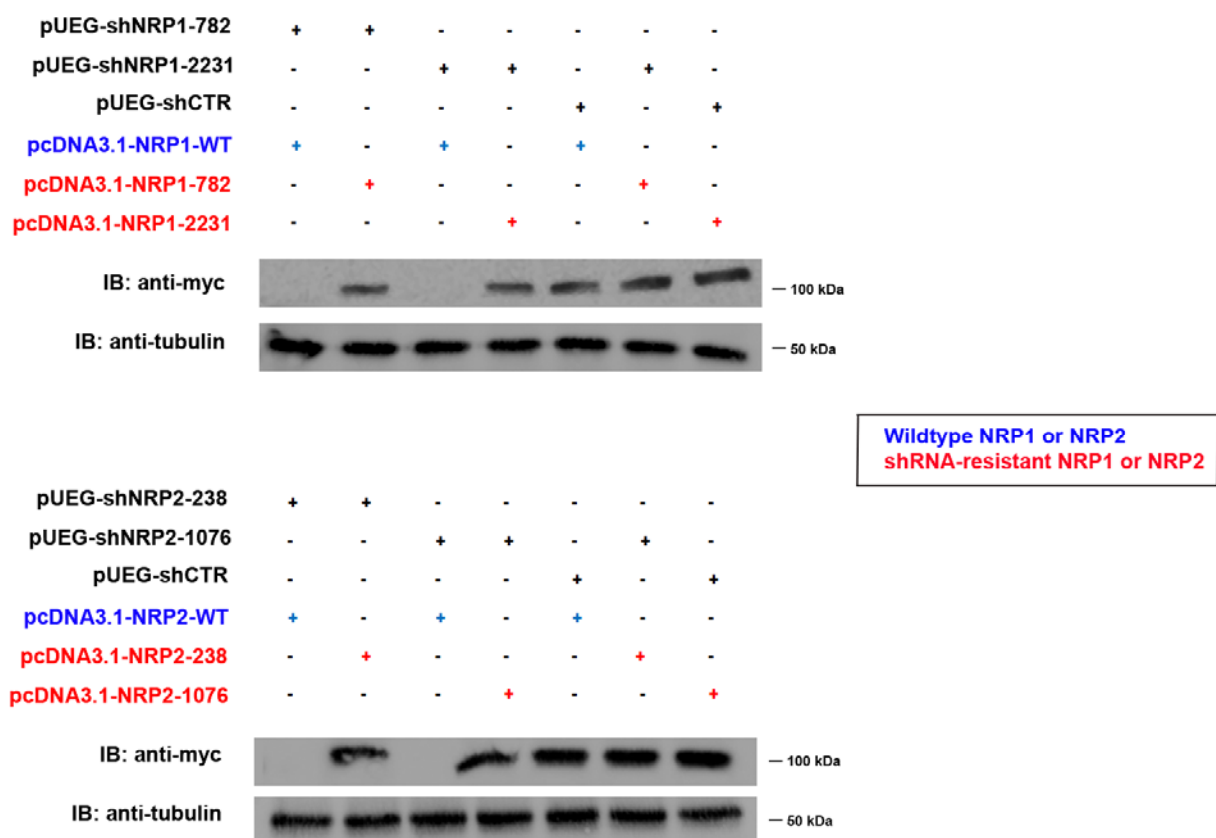 pUEG-shNRP1-782 + + - - - - -
pUEG-shNRP1-2231 - - + + - + -
pUEG-shCTR - - - - + - +
pcDNA3.1-NRP1-WT + - + - + - -
pcDNA3.1-NRP1-782 - + - - - + -
pcDNA3.1-NRP1-2231 - - - + - - +
IB: anti-myc — 100 kDa
IB: anti-tubulin — 50 kDa
Wildtype NRP1 or NRP2
shRNA-resistant NRP1 or NRP2
pUEG-shNRP2-238 + + - - - - -
pUEG-shNRP2-1076 - - + + - + -
pUEG-shCTR - - - - + - +
pcDNA3.1-NRP2-WT + - + - + - -
pcDNA3.1-NRP2-238 - + - - - + -
pcDNA3.1-NRP2-1076 - - - + - - +
IB: anti-myc — 100 kDa
IB: anti-tubulin — 50 kDa